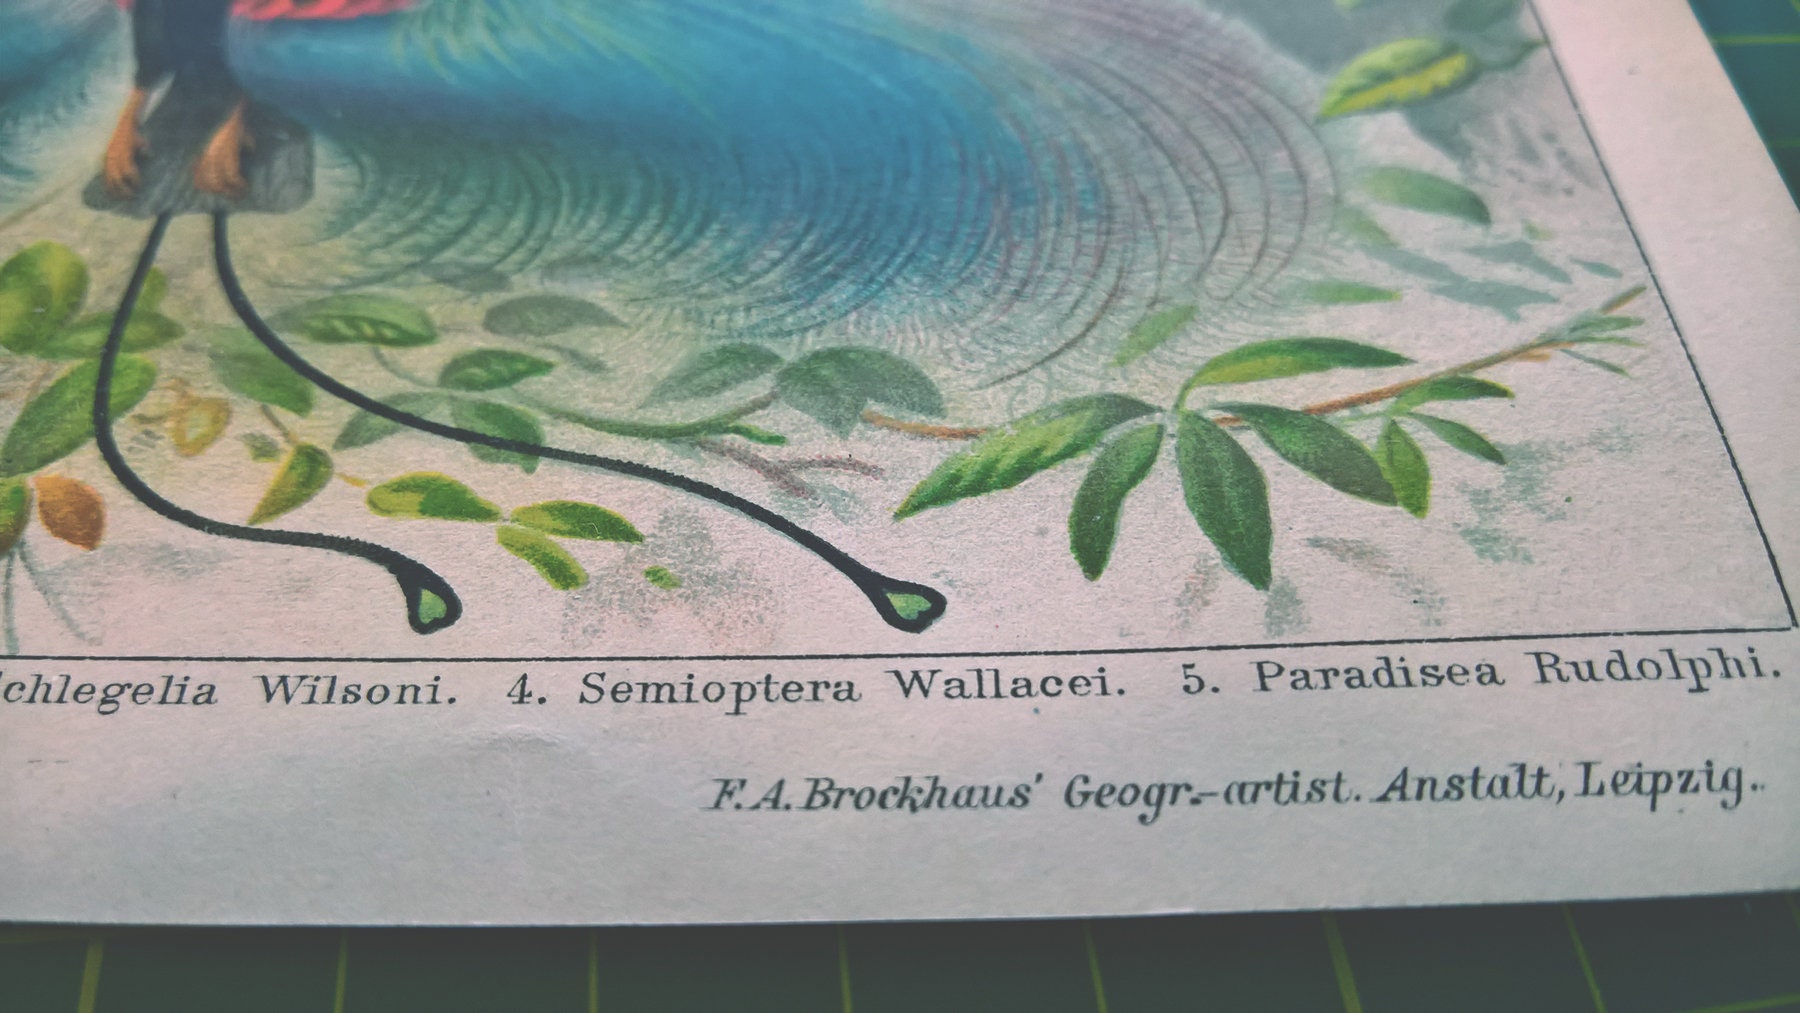 chlegelia Wilsoni. 4. Semioptera Wallacei. 5. Paradisea Rudolphi.
F. A. Brockhaus' Geogr.-artist. Anstalt, Leipzig.